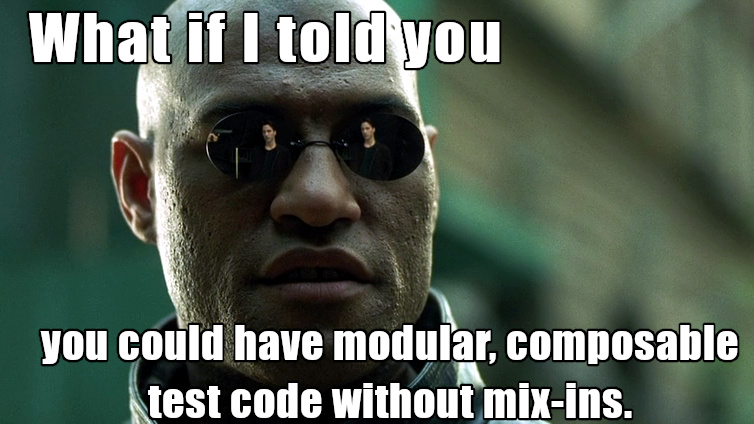 What if I told you
you could have modular, composable
test code without mix-ins.